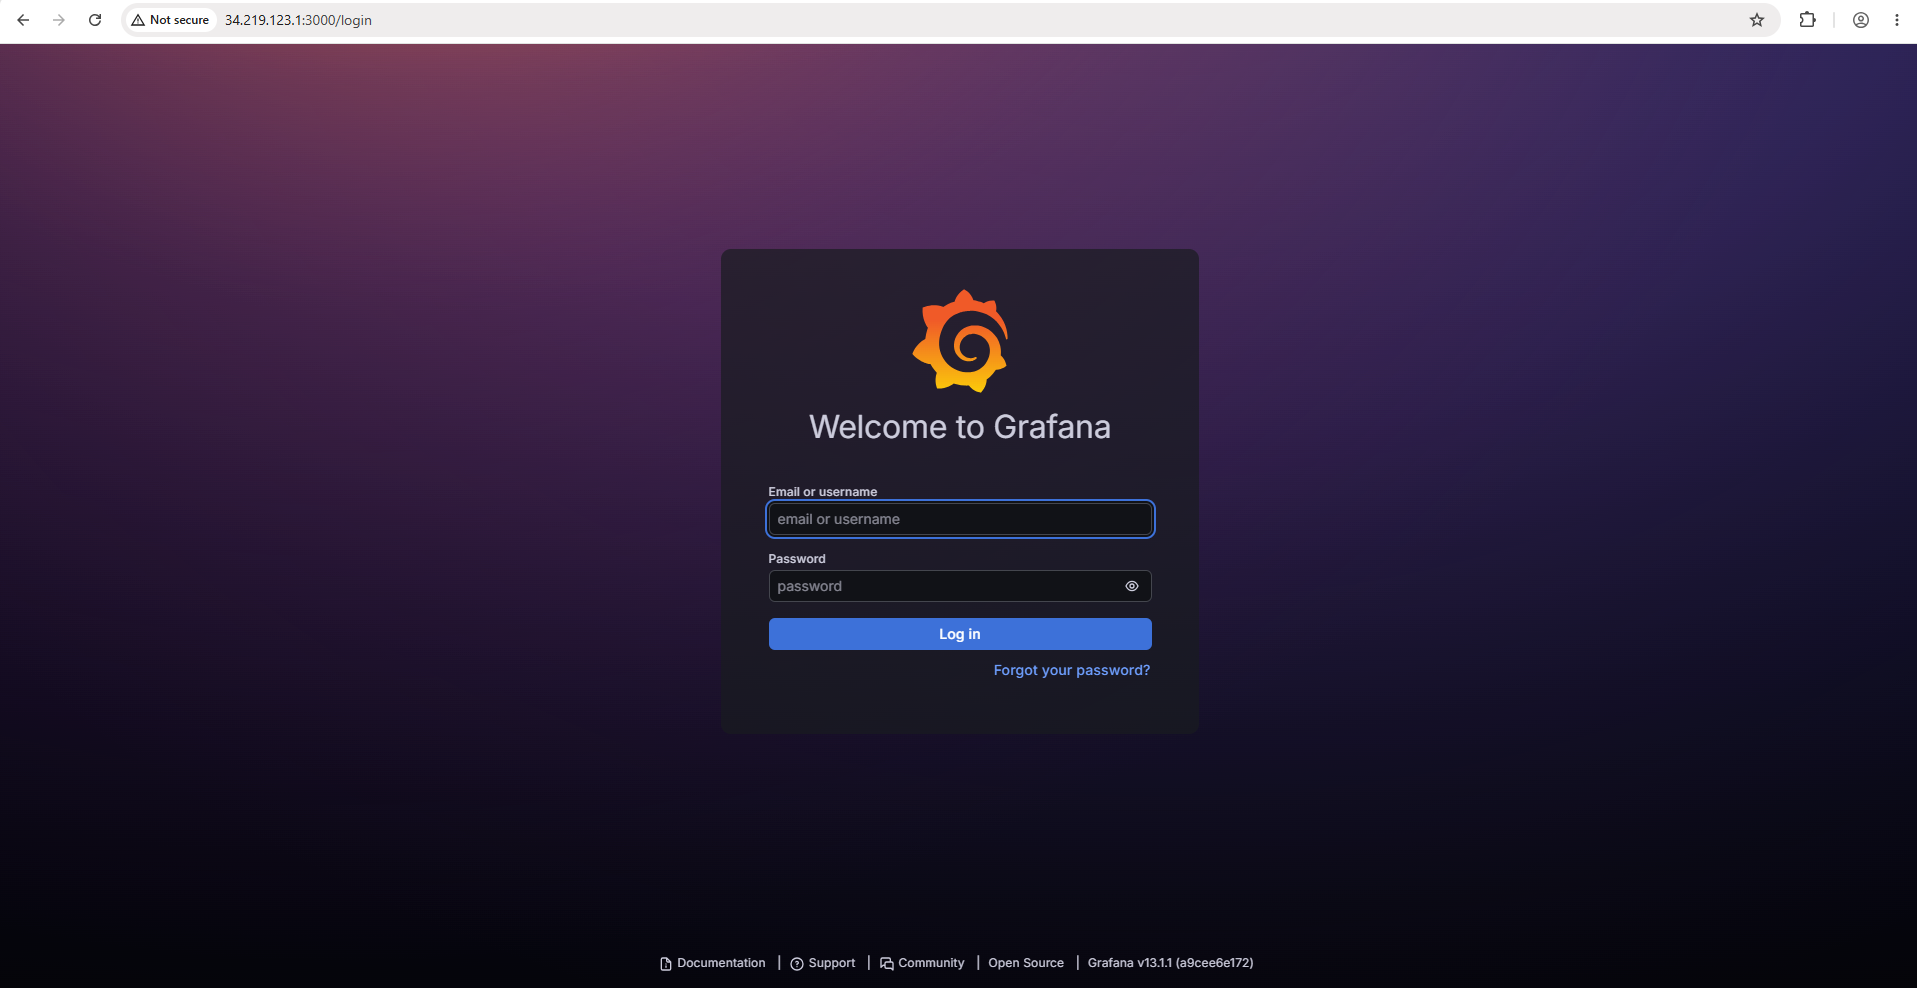 Not secure 34.219.123.1:3000/login
Welcome to Grafana
Email or username
email or username
Password
password
Log in
Forgot your password?
Documentation | Support | Community | Open Source | Grafana v13.1.1 (a9cee6e172)